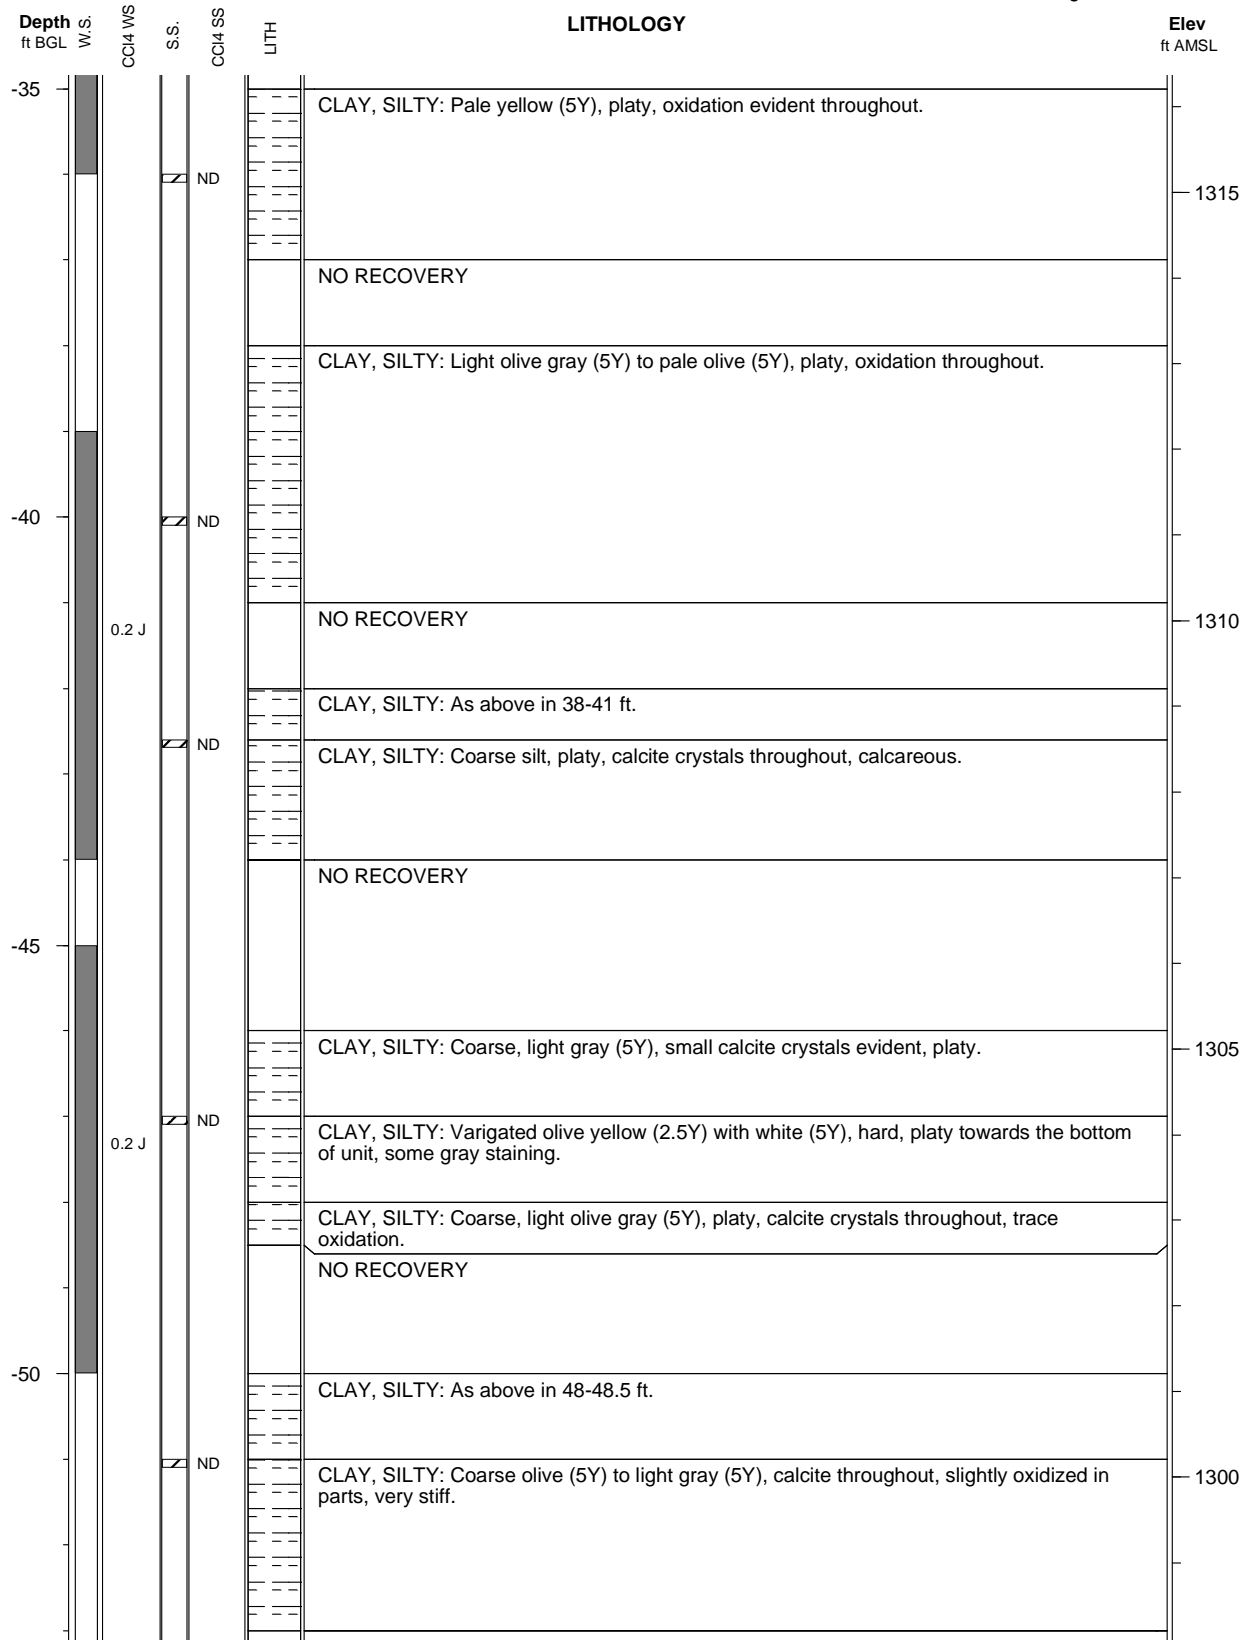 Depth
ft BGL
W.S.
CCl4 WS
S.S.
CCl4 SS
LITH
LITHOLOGY
Elev
ft AMSL
-35
CLAY, SILTY: Pale yellow (5Y), platy, oxidation evident throughout.
ND
1315
NO RECOVERY
CLAY, SILTY: Light olive gray (5Y) to pale olive (5Y), platy, oxidation throughout.
-40
ND
NO RECOVERY
0.2 J
1310
CLAY, SILTY: As above in 38-41 ft.
ND
CLAY, SILTY: Coarse silt, platy, calcite crystals throughout, calcareous.
NO RECOVERY
-45
CLAY, SILTY: Coarse, light gray (5Y), small calcite crystals evident, platy.
1305
ND
CLAY, SILTY: Varigated olive yellow (2.5Y) with white (5Y), hard, platy towards the bottom
of unit, some gray staining.
0.2 J
CLAY, SILTY: Coarse, light olive gray (5Y), platy, calcite crystals throughout, trace
oxidation.
NO RECOVERY
-50
CLAY, SILTY: As above in 48-48.5 ft.
ND
CLAY, SILTY: Coarse olive (5Y) to light gray (5Y), calcite throughout, slightly oxidized in
parts, very stiff.
1300